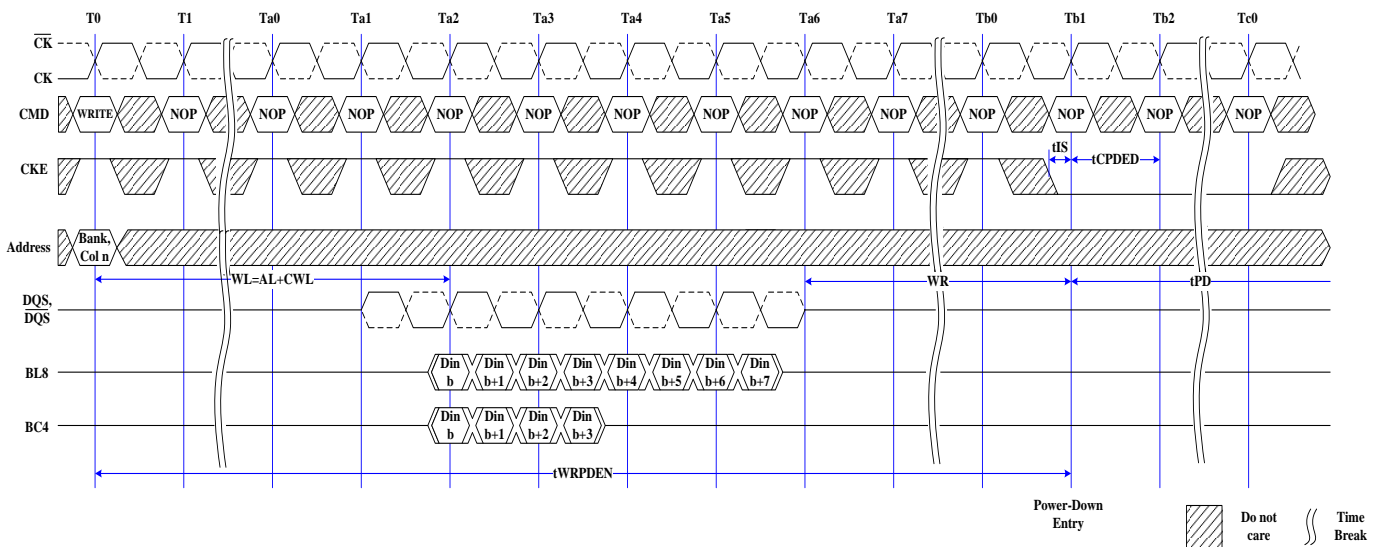 T0 T1 Ta0 Ta1 Ta2 Ta3 Ta4 Ta5 Ta6 Ta7 Tb0 Tb1 Tb2 Tc0
CK
CK
CMD WRITE NOP NOP NOP NOP NOP NOP NOP NOP NOP NOP NOP NOP NOP
tIS
CKE tCPDED
Address Bank,
Col n
WL=AL+CWL WR tPD
DQS,
DQS
BL8 Din Din Din Din Din Din Din Din
b b+1 b+2 b+3 b+4 b+5 b+6 b+7
BC4 Din Din Din Din
b b+1 b+2 b+3
tWRPDEN
Power-Down
Entry
Do not
care
Time
Break